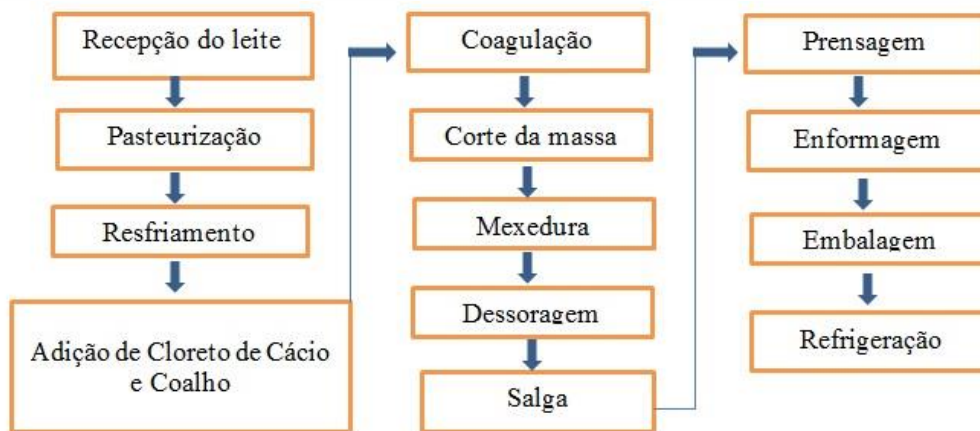 Recepção do leite
Pasteurização
Resfriamento
Adição de Cloreto de Cácio
e Coalho
Coagulação
Corte da massa
Mexedura
Dessoragem
Salga
Prensagem
Enformagem
Embalagem
Refrigeração